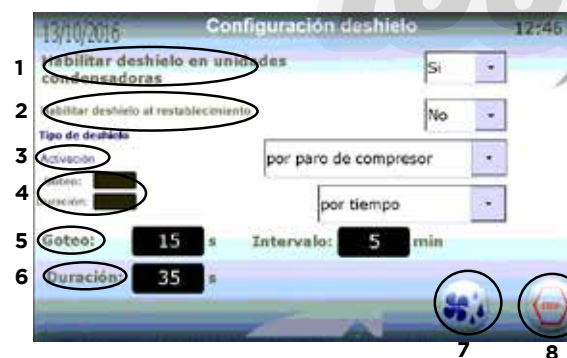 13/10/2016 Configuración deshielo 12:46
1 Habilitar deshielo en unidades Si
condensadoras
2 Habilitar deshielo al restablecimiento No
Tipo de deshielo
3 Activación por paro de compresor
4 Goteo:
Duración: por tiempo
5 Goteo: 15 s Intervalo: 5 min
6 Duración: 35 s
7 8